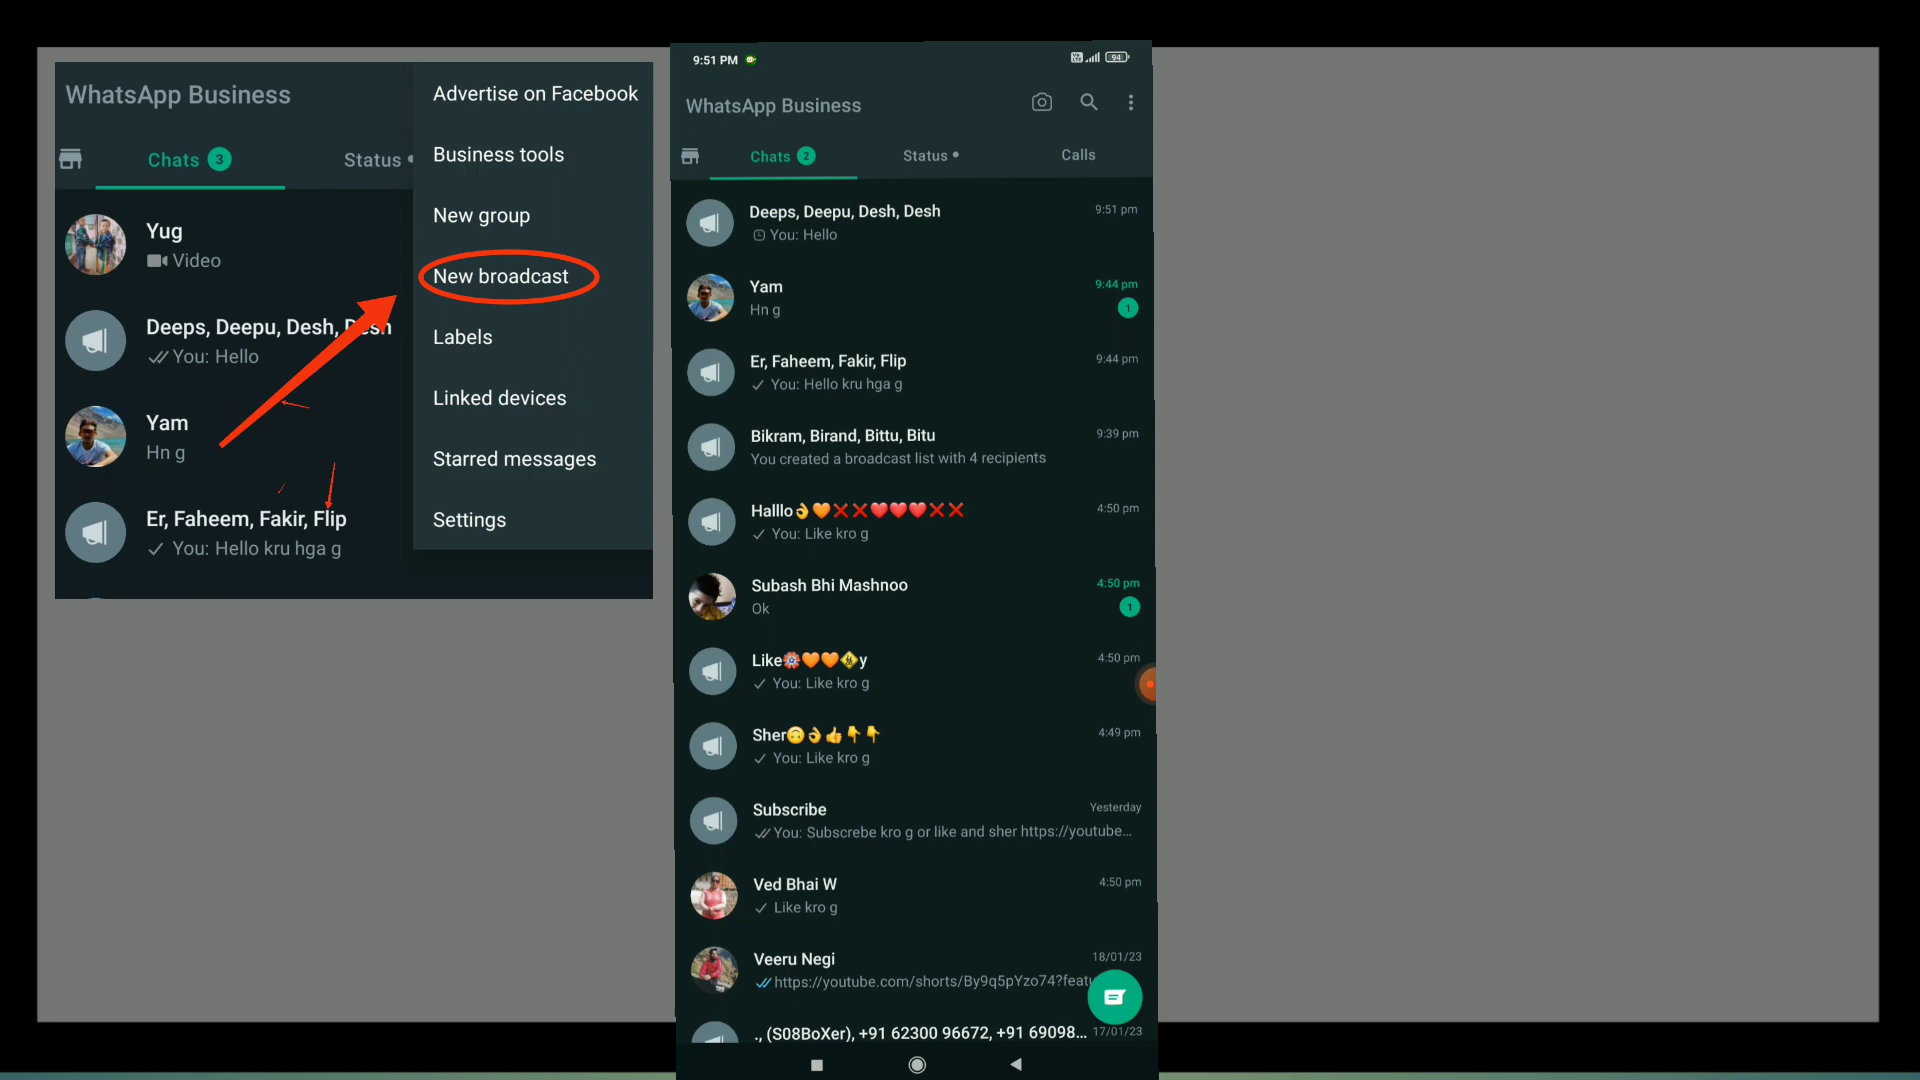 WhatsApp Business
Chats 3
Status
Yug
Video
Deeps, Deepu, Desh, Desh
You: Hello
Yam
Hn g
Er, Faheem, Fakir, Flip
You: Hello kru hga g
Advertise on Facebook
Business tools
New group
New broadcast
Labels
Linked devices
Starred messages
Settings
9:51 PM
94
WhatsApp Business
Chats 2
Status
Calls
Deeps, Deepu, Desh, Desh 9:51 pm
You: Hello
Yam 9:44 pm
Hn g 1
Er, Faheem, Fakir, Flip 9:44 pm
You: Hello kru hga g
Bikram, Birand, Bittu, Bitu 9:39 pm
You created a broadcast list with 4 recipients
Halllo👌🧡❌❌❤️❤️❤️❌❌ 4:50 pm
You: Like kro g
Subash Bhi Mashnoo 4:50 pm
Ok 1
Like🧡🧡y 4:50 pm
You: Like kro g
Sher🙃👌👍👇👇 4:49 pm
You: Like kro g
Subscribe Yesterday
You: Subscrebe kro g or like and sher https://youtube...
Ved Bhai W 4:50 pm
Like kro g
Veeru Negi 18/01/23
https://youtube.com/shorts/By9q5pYzo74?featu
., (S08BoXer), +91 62300 96672, +91 69098... 17/01/23